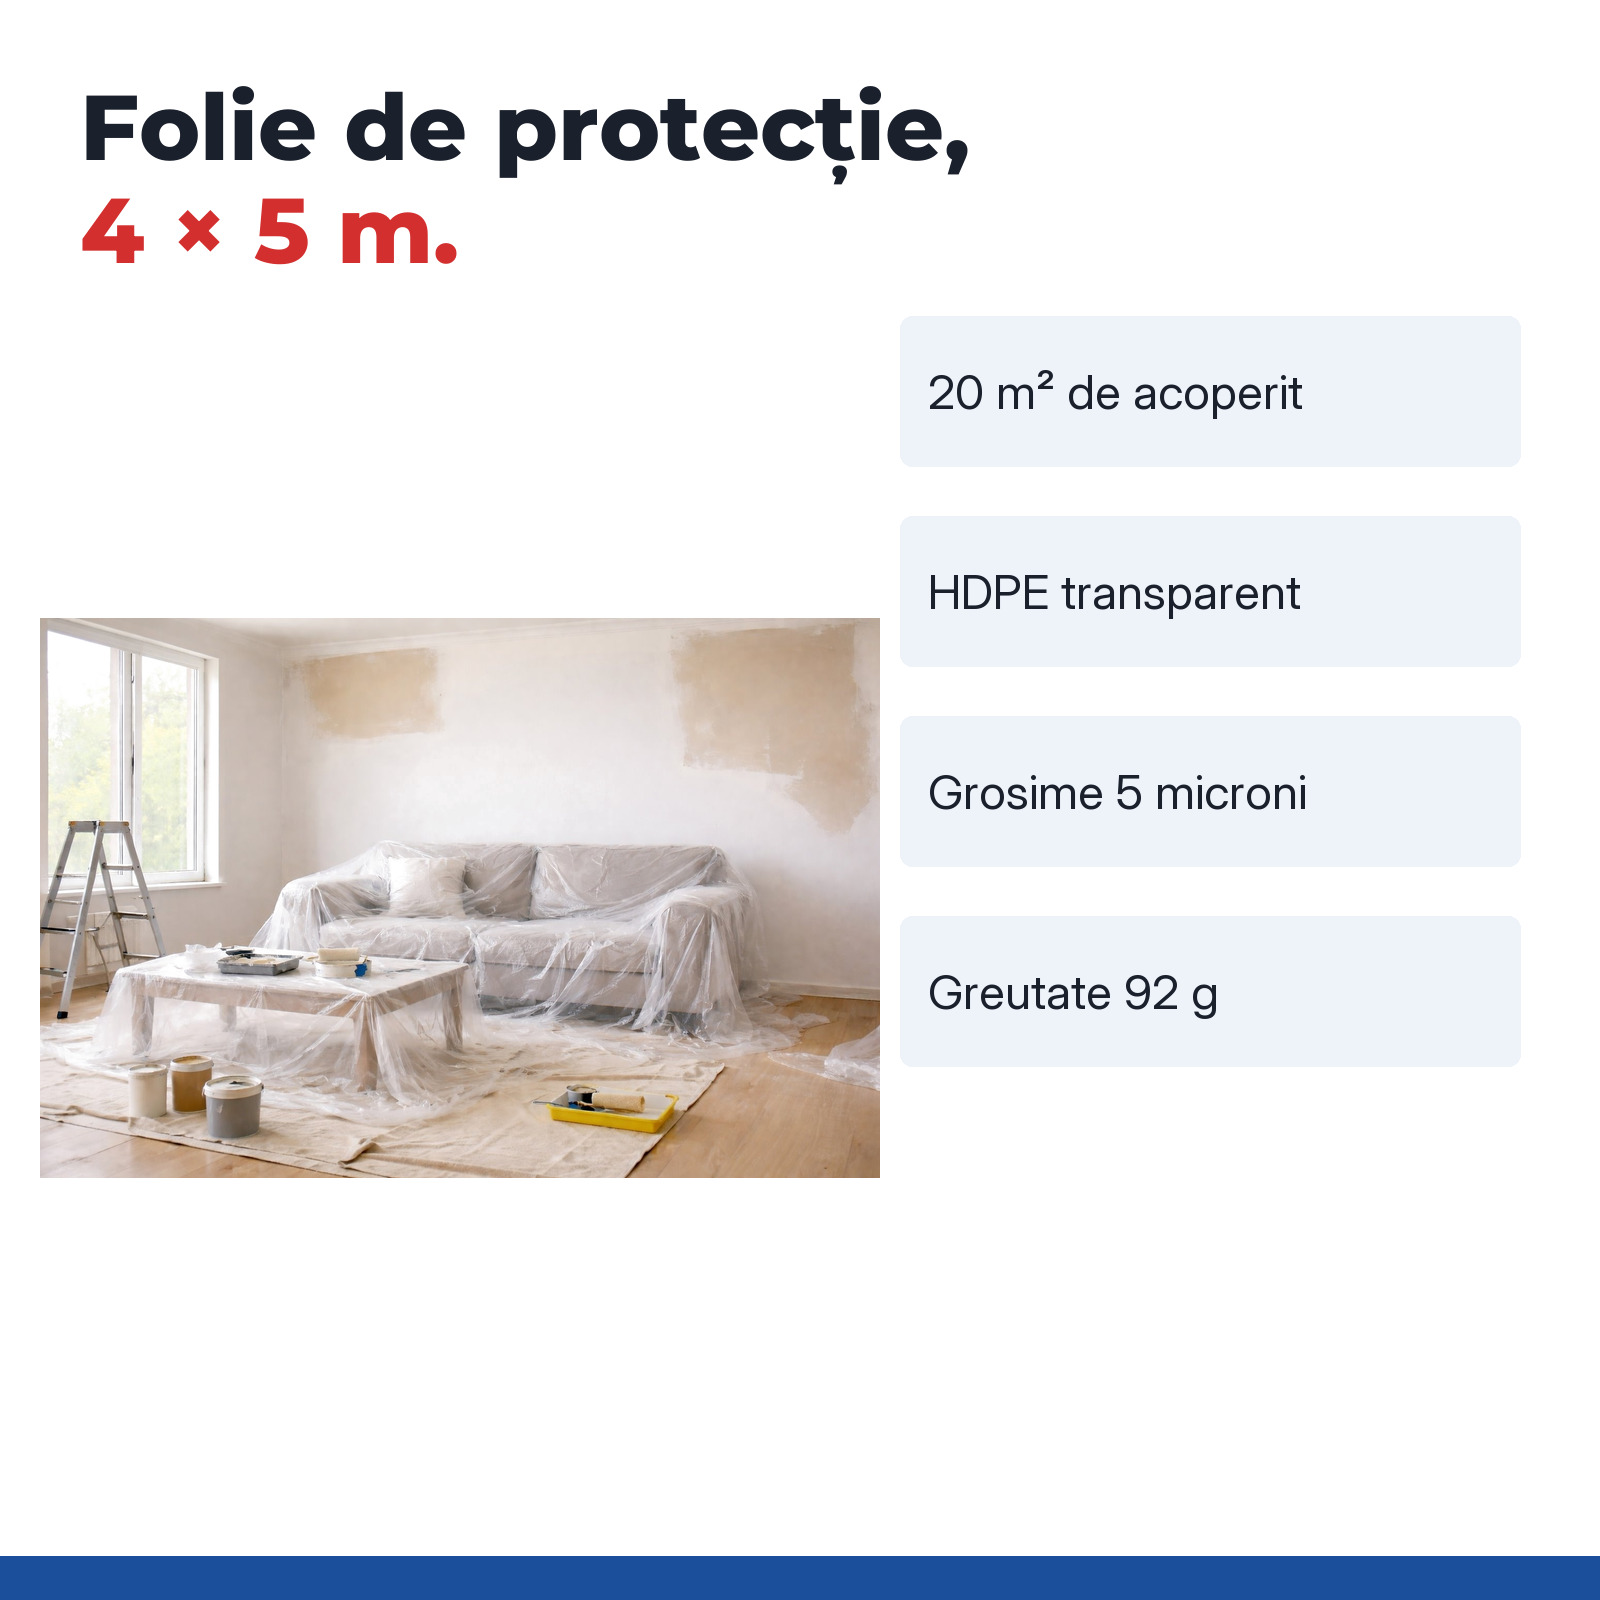 Folie de protecție,
4 × 5 m.
20 m² de acoperit
HDPE transparent
Grosime 5 microni
Greutate 92 g